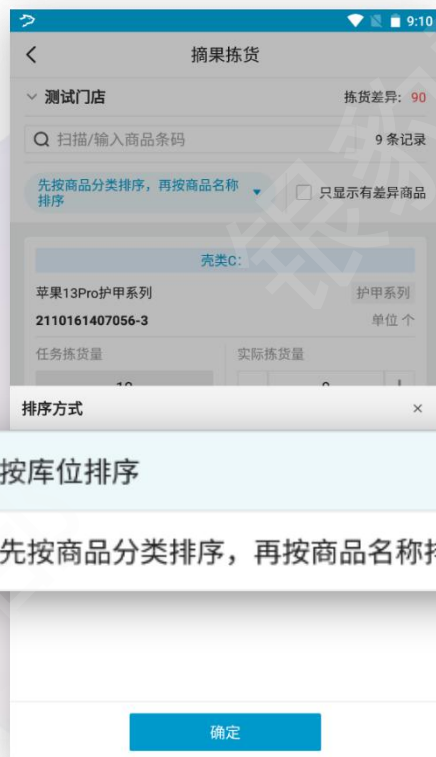 9:10
摘果拣货
测试门店
拣货差异: 90
扫描/输入商品条码
9 条记录
先按商品分类排序，再按商品名称
排序
只显示有差异商品
壳类C:
苹果13Pro护甲系列
护甲系列
2110161407056-3
单位 个
任务拣货量
实际拣货量
排序方式
×
按库位排序
先按商品分类排序，再按商品名称
确定